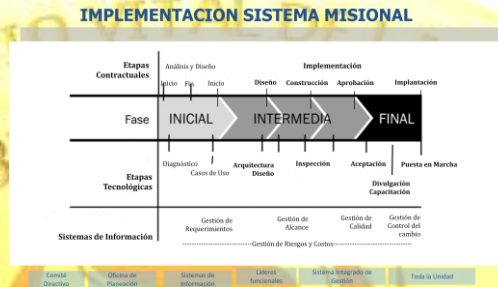 IMPLEMENTACION SISTEMA MISIONAL
Etapas
Contractuales
Análisis y Diseño
Implementación
Inicio Fin Inicio
Diseño Construcción Aprobación Implantación
Fase INICIAL INTERMEDIA FINAL
Diagnóstico
Casos de Uso
Arquitectura
Diseño
Inspección
Aceptación
Puesta en Marcha
Divulgación
Capacitación
Etapas
Tecnológicas
Gestión de
Requerimientos
Gestión de
Alcance
Gestión de
Calidad
Gestión de
Control del
cambio
Sistemas de Información
Gestión de Riesgos y Costos
Comité
Directivo
Oficina de
Planeación
Sistemas de
Información
Líderes
funcionales
Sistema Integrado de
Gestión
Toda la Unidad